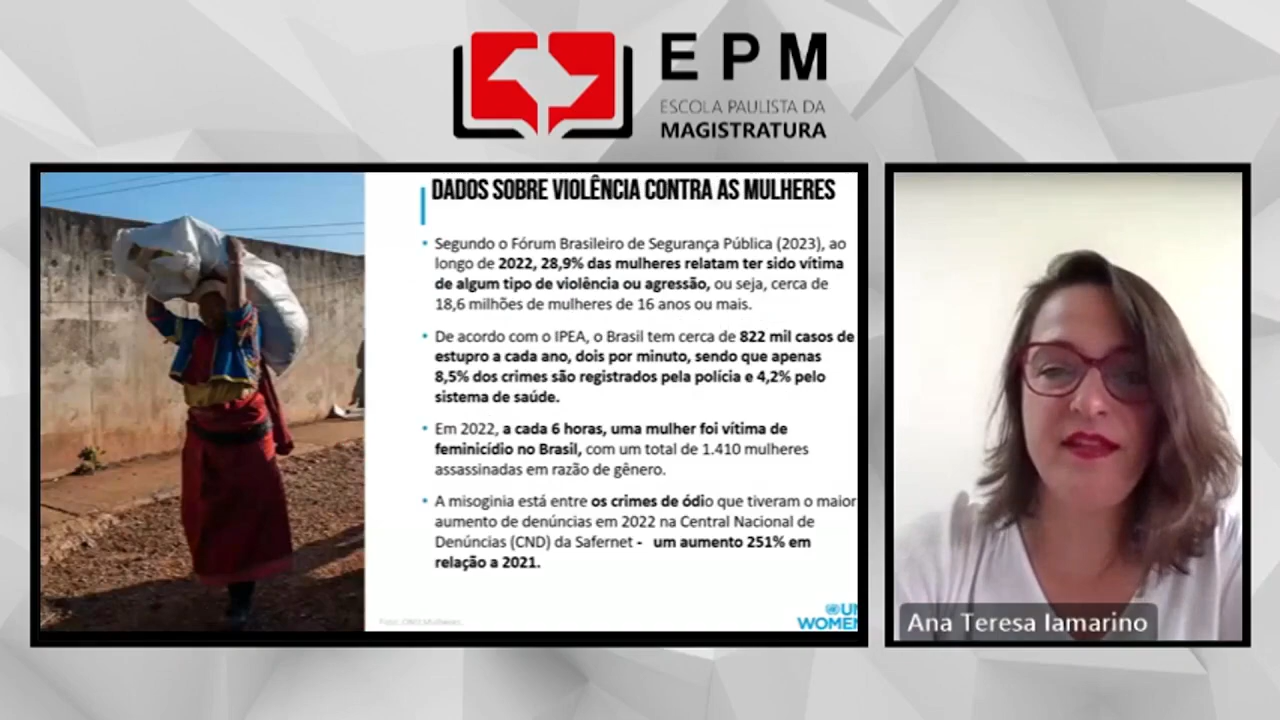 EPM
ESCOLA PAULISTA DA
MAGISTRATURA
DADOS SOBRE VIOLÊNCIA CONTRA AS MULHERES
• Segundo o Fórum Brasileiro de Segurança Pública (2023), ao
longo de 2022, 28,9% das mulheres relatam ter sido vítima
de algum tipo de violência ou agressão, ou seja, cerca de
18,6 milhões de mulheres de 16 anos ou mais.
• De acordo com o IPEA, o Brasil tem cerca de 822 mil casos de
estupro a cada ano, dois por minuto, sendo que apenas
8,5% dos crimes são registrados pela polícia e 4,2% pelo
sistema de saúde.
• Em 2022, a cada 6 horas, uma mulher foi vítima de
feminicídio no Brasil, com um total de 1.410 mulheres
assassinadas em razão de gênero.
• A misoginia está entre os crimes de ódio que tiveram o maior
aumento de denúncias em 2022 na Central Nacional de
Denúncias (CND) da Safernet - um aumento 251% em
relação a 2021.
Foto: ONU Mulheres
UN
WOMEN
Ana Teresa Iamarino